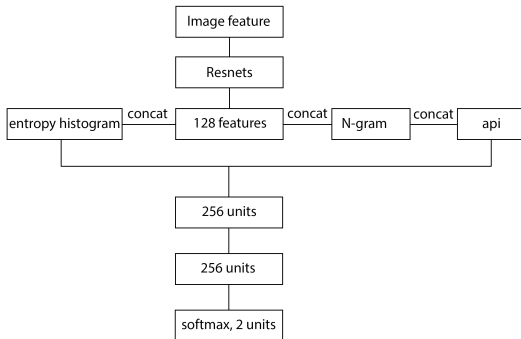 Image feature
Resnets
entropy histogram
concat
128 features
concat
N-gram
concat
api
256 units
256 units
softmax, 2 units